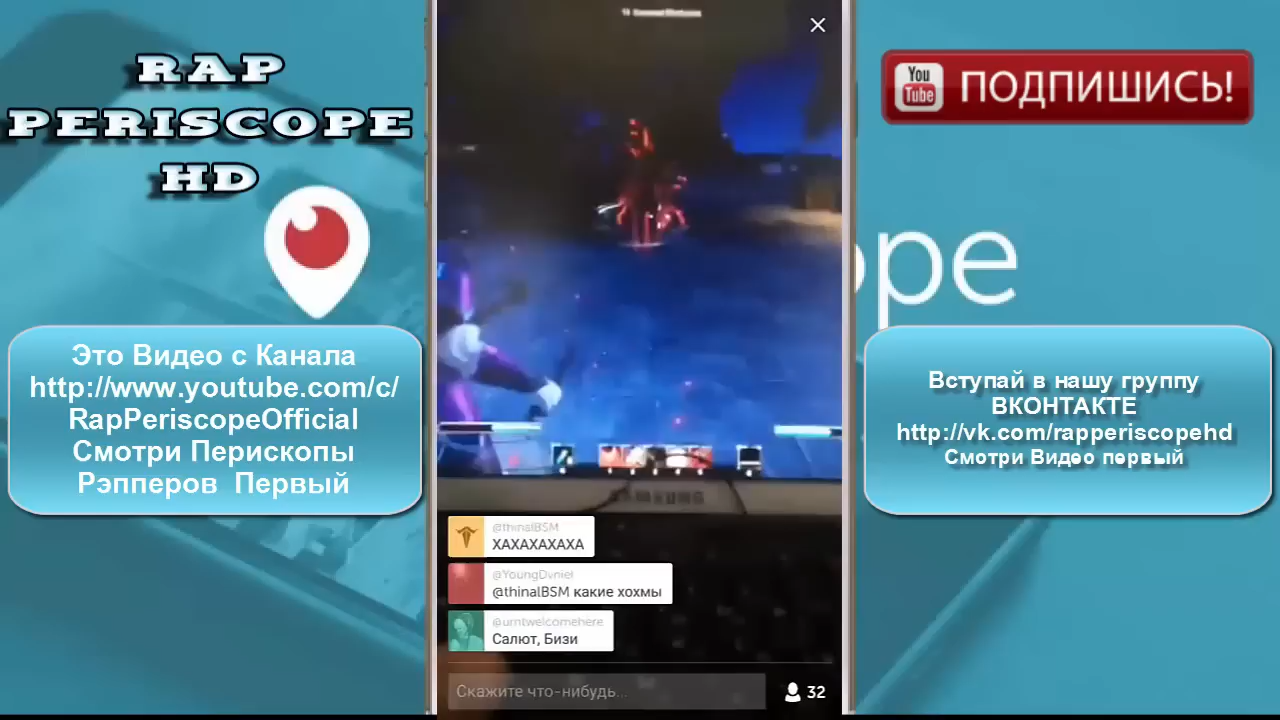 RAP
PERISCOPE
HD
Это Видео с Канала
http://www.youtube.com/c/
RapPeriscopeOfficial
Смотри Перископы
Рэпперов Первый
SAMSUNG
@thinalBSM
ХАХАХАХАХА
@YoungDvniel
@thinalBSM какие хохмы
@urntwelcomehere
Салют, Бизи
Скажите что-нибудь...
32
You
Tube
ПОДПИШИСЬ!
ope
Вступай в нашу группу
ВКОНТАКТЕ
http://vk.com/rapperiscopehd
Смотри Видео первый